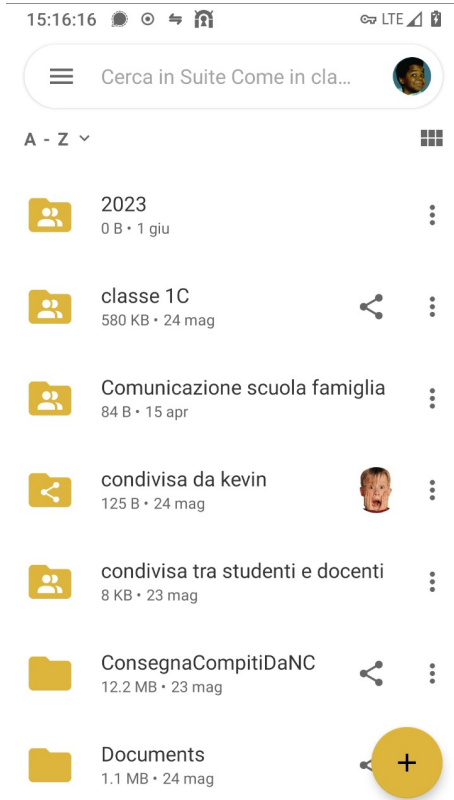 15:16:16 LTE
Cerca in Suite Come in cla...
A - Z
2023
0 B • 1 giu
classe 1C
580 KB • 24 mag
Comunicazione scuola famiglia
84 B • 15 apr
condivisa da kevin
125 B • 24 mag
condivisa tra studenti e docenti
8 KB • 23 mag
ConsegnaCompitiDaNC
12.2 MB • 23 mag
Documents
1.1 MB • 24 mag